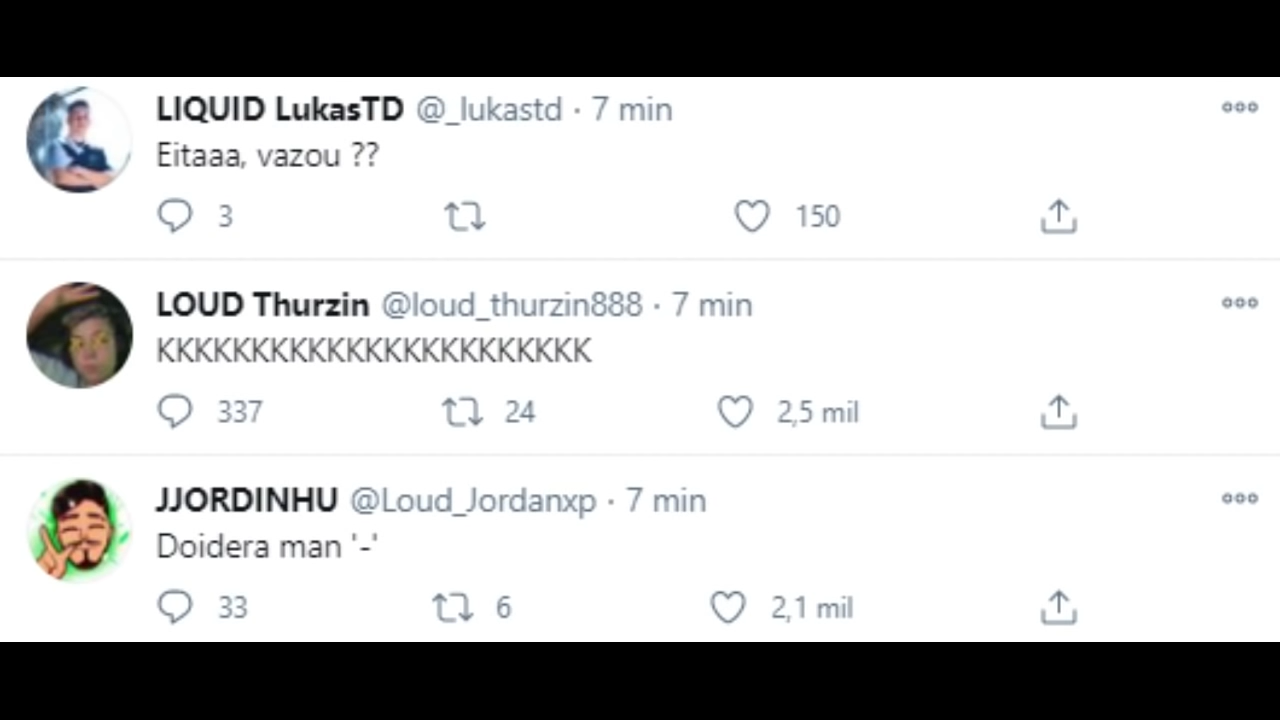 LIQUID LukasTD @_lukastd · 7 min
Eitaaa, vazou ??
3 150
LOUD Thurzin @loud_thurzin888 · 7 min
KKKKKKKKKKKKKKKKKKKKKKK
337 24 2,5 mil
JJORDINHU @Loud_Jordanxp · 7 min
Doidera man '-'
33 6 2,1 mil